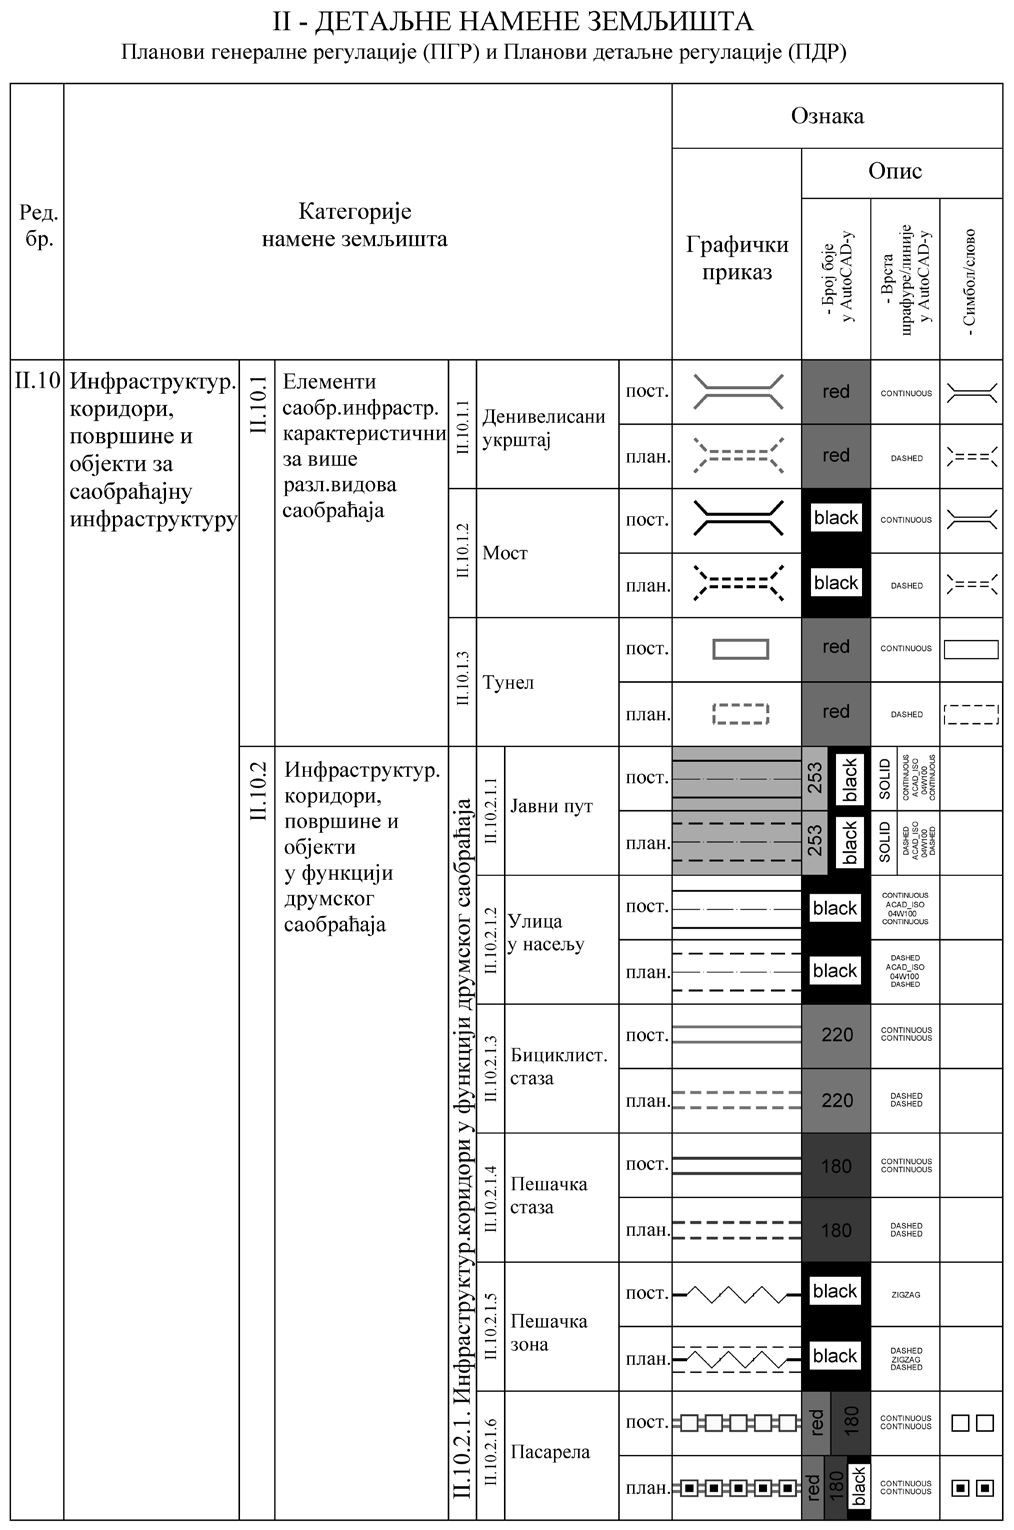 II - ДЕТАЉНЕ НАМЕНЕ ЗЕМЉИШТА
Планови генералне регулације (ПГР) и Планови детаљне регулације (ПДР)
Ред.
бр.
Категорије
намене земљишта
Ознака
Графички
приказ
Опис
- Број боје
у AutoCAD-у
- Врста
шрафуре/линије
у AutoCAD-у
- Симбол/слово
II.10
Инфраструктур.
коридори,
површине и
објекти за
саобраћајну
инфраструктуру
II.10.1
Елементи
саобр.инфрастр.
карактеристични
за више
разл.видова
саобраћаја
II.10.1.1
Денивелисани
укрштај
пост.
red
CONTINUOUS
план.
red
DASHED
II.10.1.2
Мост
пост.
black
CONTINUOUS
план.
black
DASHED
II.10.1.3
Тунел
пост.
red
CONTINUOUS
план.
red
DASHED
II.10.2
Инфраструктур.
коридори,
површине и
објекти
у функцији
друмског
саобраћаја
II.10.2.1. Инфраструктур.коридори у функцији друмског саобраћаја
II.10.2.1.1
Јавни пут
пост.
253
black
SOLID
CONTINUOUS
ACAD_ISO
04W100
CONTINUOUS
план.
253
black
SOLID
DASHED
ACAD_ISO
04W100
DASHED
II.10.2.1.2
Улица
у насељу
пост.
black
CONTINUOUS
ACAD_ISO
04W100
CONTINUOUS
план.
black
DASHED
ACAD_ISO
04W100
DASHED
II.10.2.1.3
Бициклист.
стаза
пост.
220
CONTINUOUS
CONTINUOUS
план.
220
DASHED
DASHED
II.10.2.1.4
Пешачка
стаза
пост.
180
CONTINUOUS
CONTINUOUS
план.
180
DASHED
DASHED
II.10.2.1.5
Пешачка
зона
пост.
black
ZIGZAG
план.
black
DASHED
ZIGZAG
DASHED
II.10.2.1.6
Пасарела
пост.
red
180
CONTINUOUS
CONTINUOUS
план.
red
180
black
CONTINUOUS
CONTINUOUS